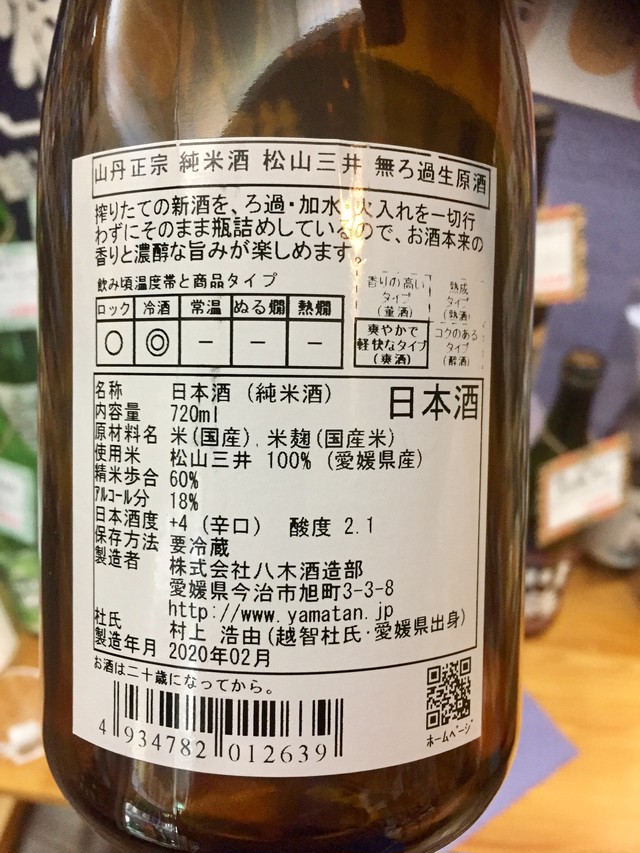 山丹正宗 純米酒 松山三井 無ろ過生原酒
搾りたての新酒を、ろ過・加水・火入れを一切行
わずにそのまま瓶詰めしているので、お酒本来の
香りと濃醇な旨みが楽しめます。
飲み頃温度帯と商品タイプ
ロック 冷酒 常温 ぬる燗 熱燗
○ ◎ － － －
香りの高い
タイプ
(薫酒)
熟成
タイプ
(熟酒)
爽やかで
軽快なタイプ
(爽酒)
コクのある
タイプ
(醇酒)
日本酒
名称 日本酒 (純米酒)
内容量 720ml
原材料名 米(国産)、米麹(国産米)
使用米 松山三井 100% (愛媛県産)
精米歩合 60%
アルコール分 18%
日本酒度 +4 (辛口) 酸度 2.1
保存方法 要冷蔵
製造者 株式会社八木酒造部
愛媛県今治市旭町3-3-8
http://www.yamatan.jp
杜氏 村上 浩由(越智杜氏・愛媛県出身)
製造年月 2020年02月
お酒は二十歳になってから。
4 934782 012639
ホームページ